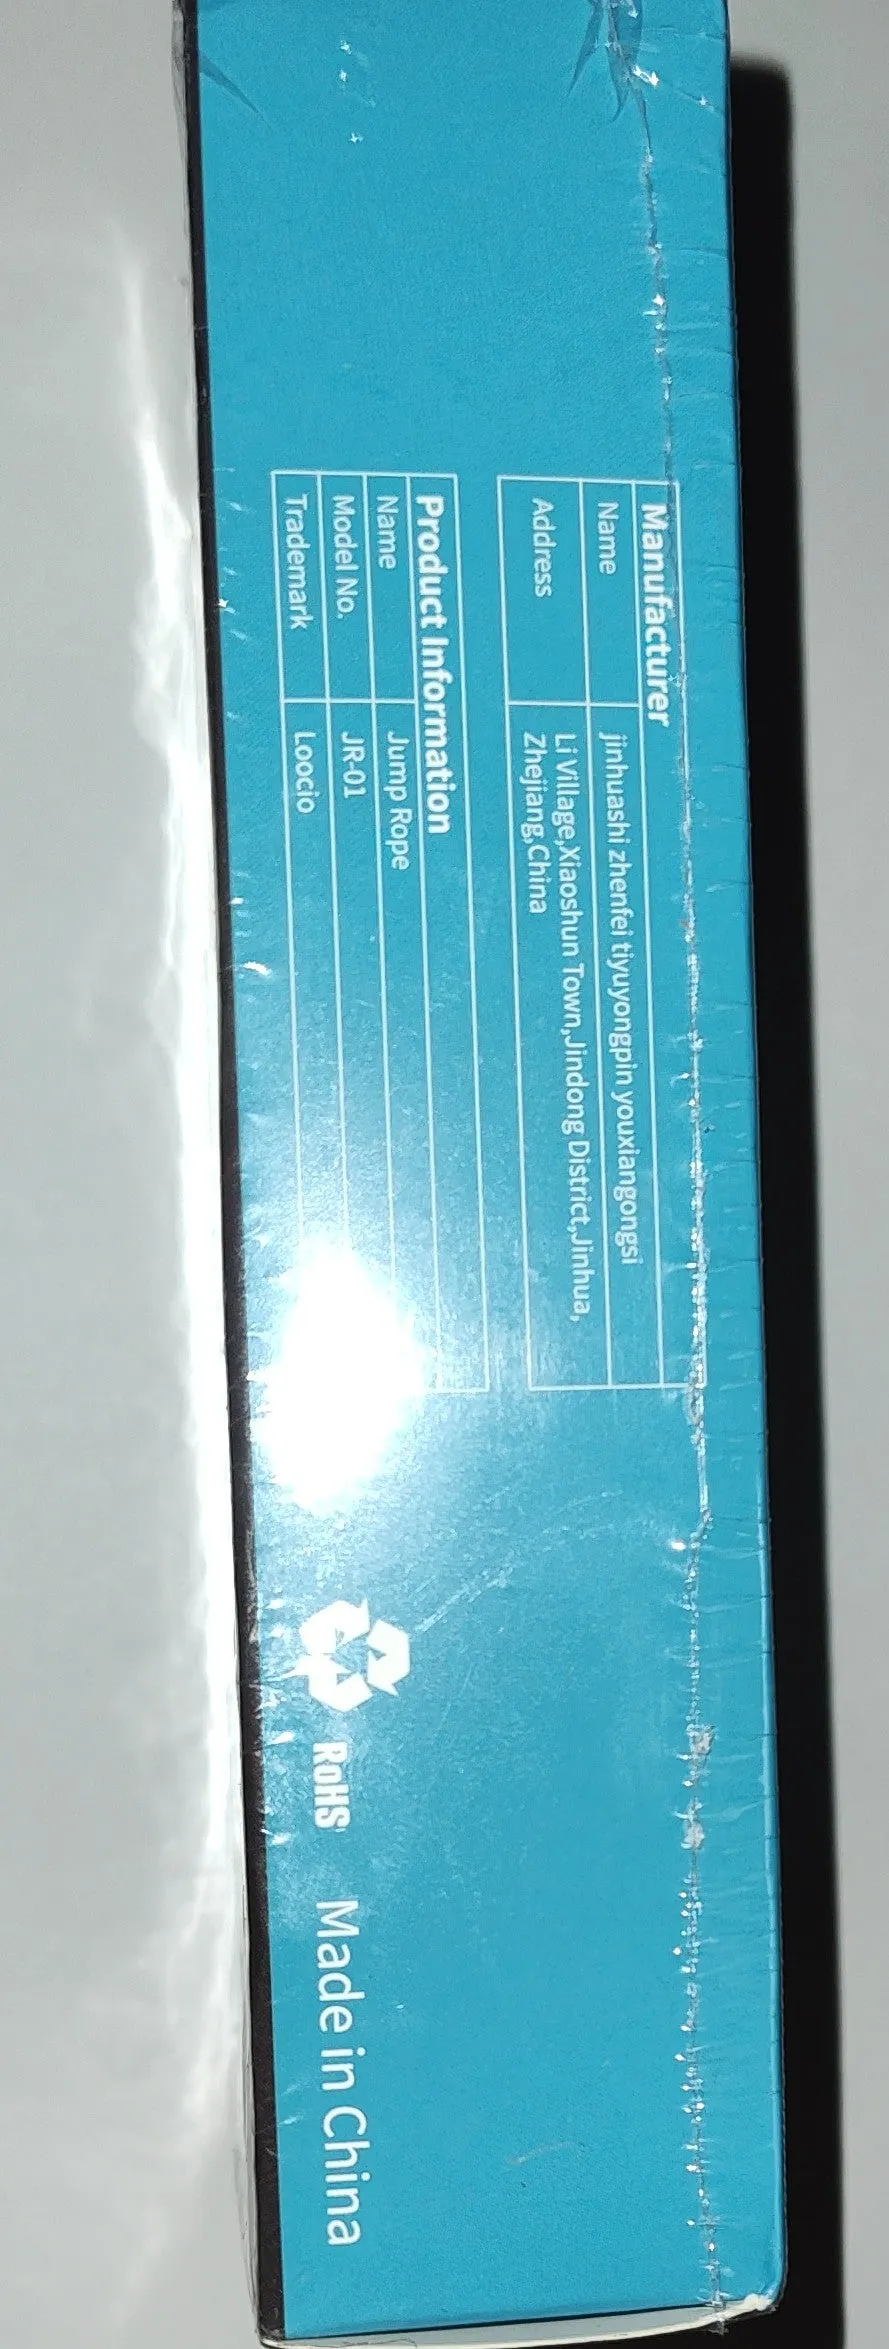 Manufacturer
Name jinhuashi zhenfei tiyuyongpin youxiangongsi
Address Li Village,Xiaoshun Town,Jindong District,Jinhua,
Zhejiang,China
Product Information
Name Jump Rope
Model No. JR-01
Trademark Loocio
RoHS Made in China